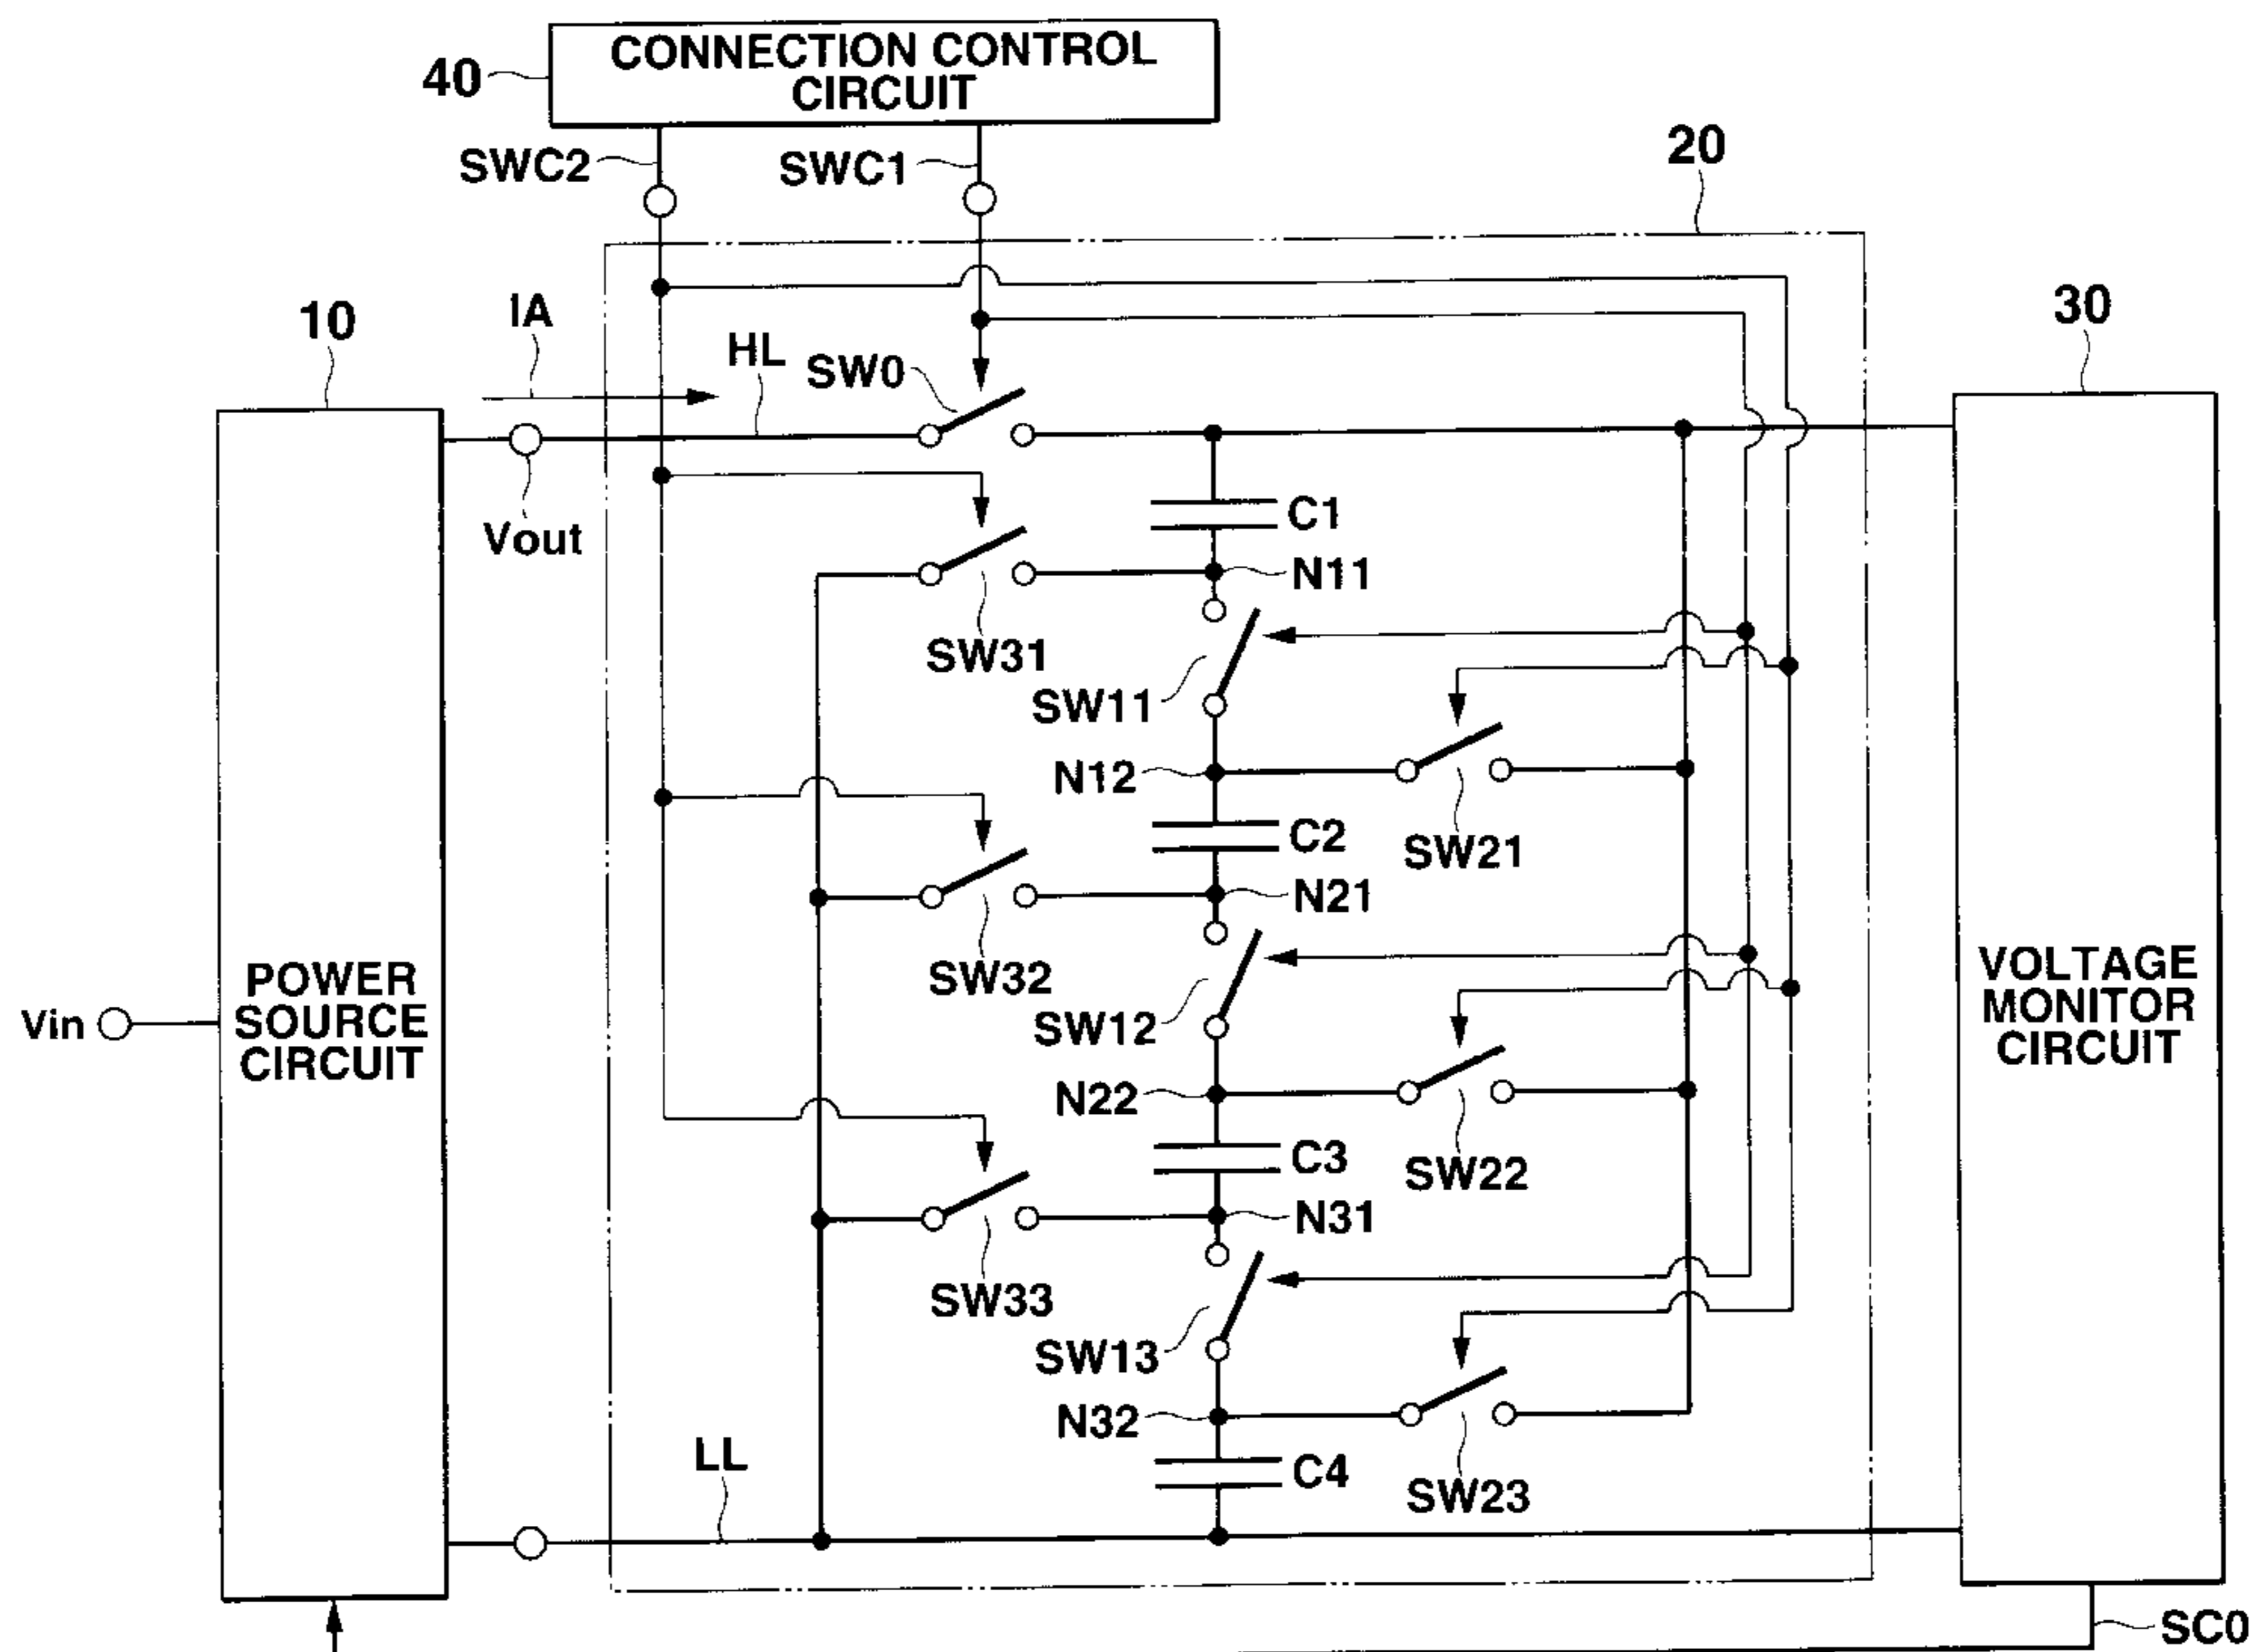 CONNECTION CONTROL
CIRCUIT
40
SWC2
SWC1
20
10
IA
HL
SW0
30
Vout
C1
N11
SW31
SW11
N12
SW21
C2
N21
SW32
SW12
N22
SW22
C3
N31
SW33
SW13
N32
SW23
C4
LL
Vin
POWER
SOURCE
CIRCUIT
VOLTAGE
MONITOR
CIRCUIT
SC0